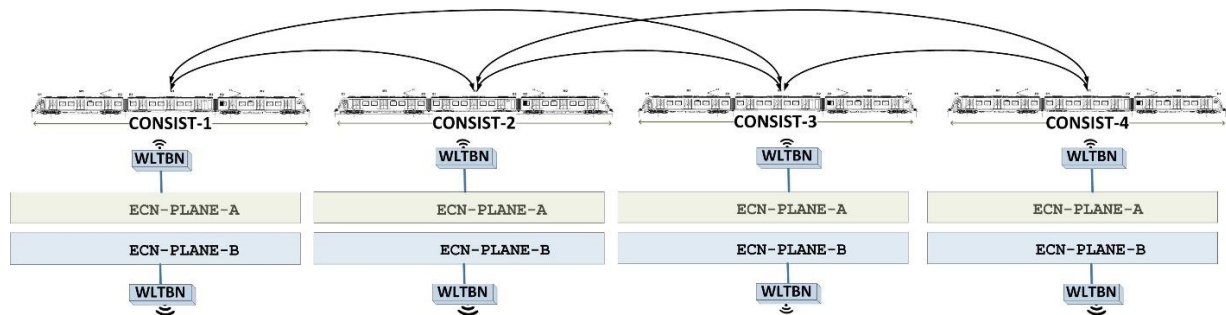 CONSIST-1 CONSIST-2 CONSIST-3 CONSIST-4
WLTBN WLTBN WLTBN WLTBN
ECN-PLANE-A ECN-PLANE-A ECN-PLANE-A ECN-PLANE-A
ECN-PLANE-B ECN-PLANE-B ECN-PLANE-B ECN-PLANE-B
WLTBN WLTBN WLTBN WLTBN